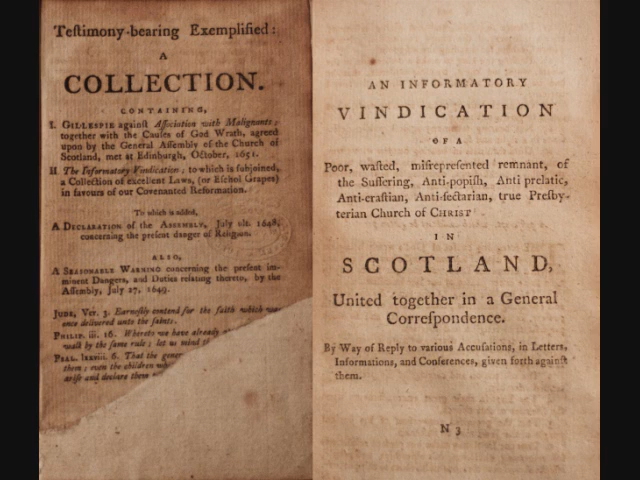 Teſtimony-bearing Exemplified:
A
COLLECTION.
CONTAINING,
I. GILLESPIE againſt Aſſociation with Malignants;
together with the Cauſes of God Wrath, agreed
upon by the General Aſſembly of the Church of
Scotland, met at Edinburgh, October, 1651.
II The Informatory Vindication, to which is ſubjoined,
a Collection of excellent Laws, (or Eſhcol Grapes)
in favours of our Covenanted Reformation.
To which is added,
A DECLARATION of the ASSEMBLY, July ult. 1648,
concerning the preſent danger of Religion.
ALSO,
A SEASONABLE WARNING concerning the preſent im-
minent Dangers, and Duties relating thereto, by the
Aſſembly, July 27, 1649.
JUDE, Ver. 3. Earneſtly contend for the faith which
once delivered unto the ſaints.
PHILIP. iii. 16. Whereto we have already
walk by the ſame rule; let us mind
PSAL. lxxviii. 6. That the gener
them; even the children
ariſe and declare them
AN INFORMATORY
VINDICATION
OF A
Poor, waſted, miſrepreſented remnant, of
the Suffering, Anti-popiſh, Anti prelatic,
Anti-eraſtian, Anti-ſectarian, true Preſby-
terian Church of CHRIST
IN
SCOTLAND,
United together in a General
Correſpondence.
By Way of Reply to various Accuſations, in Letters,
Informations, and Conferences, given forth againſt
them.
N 3